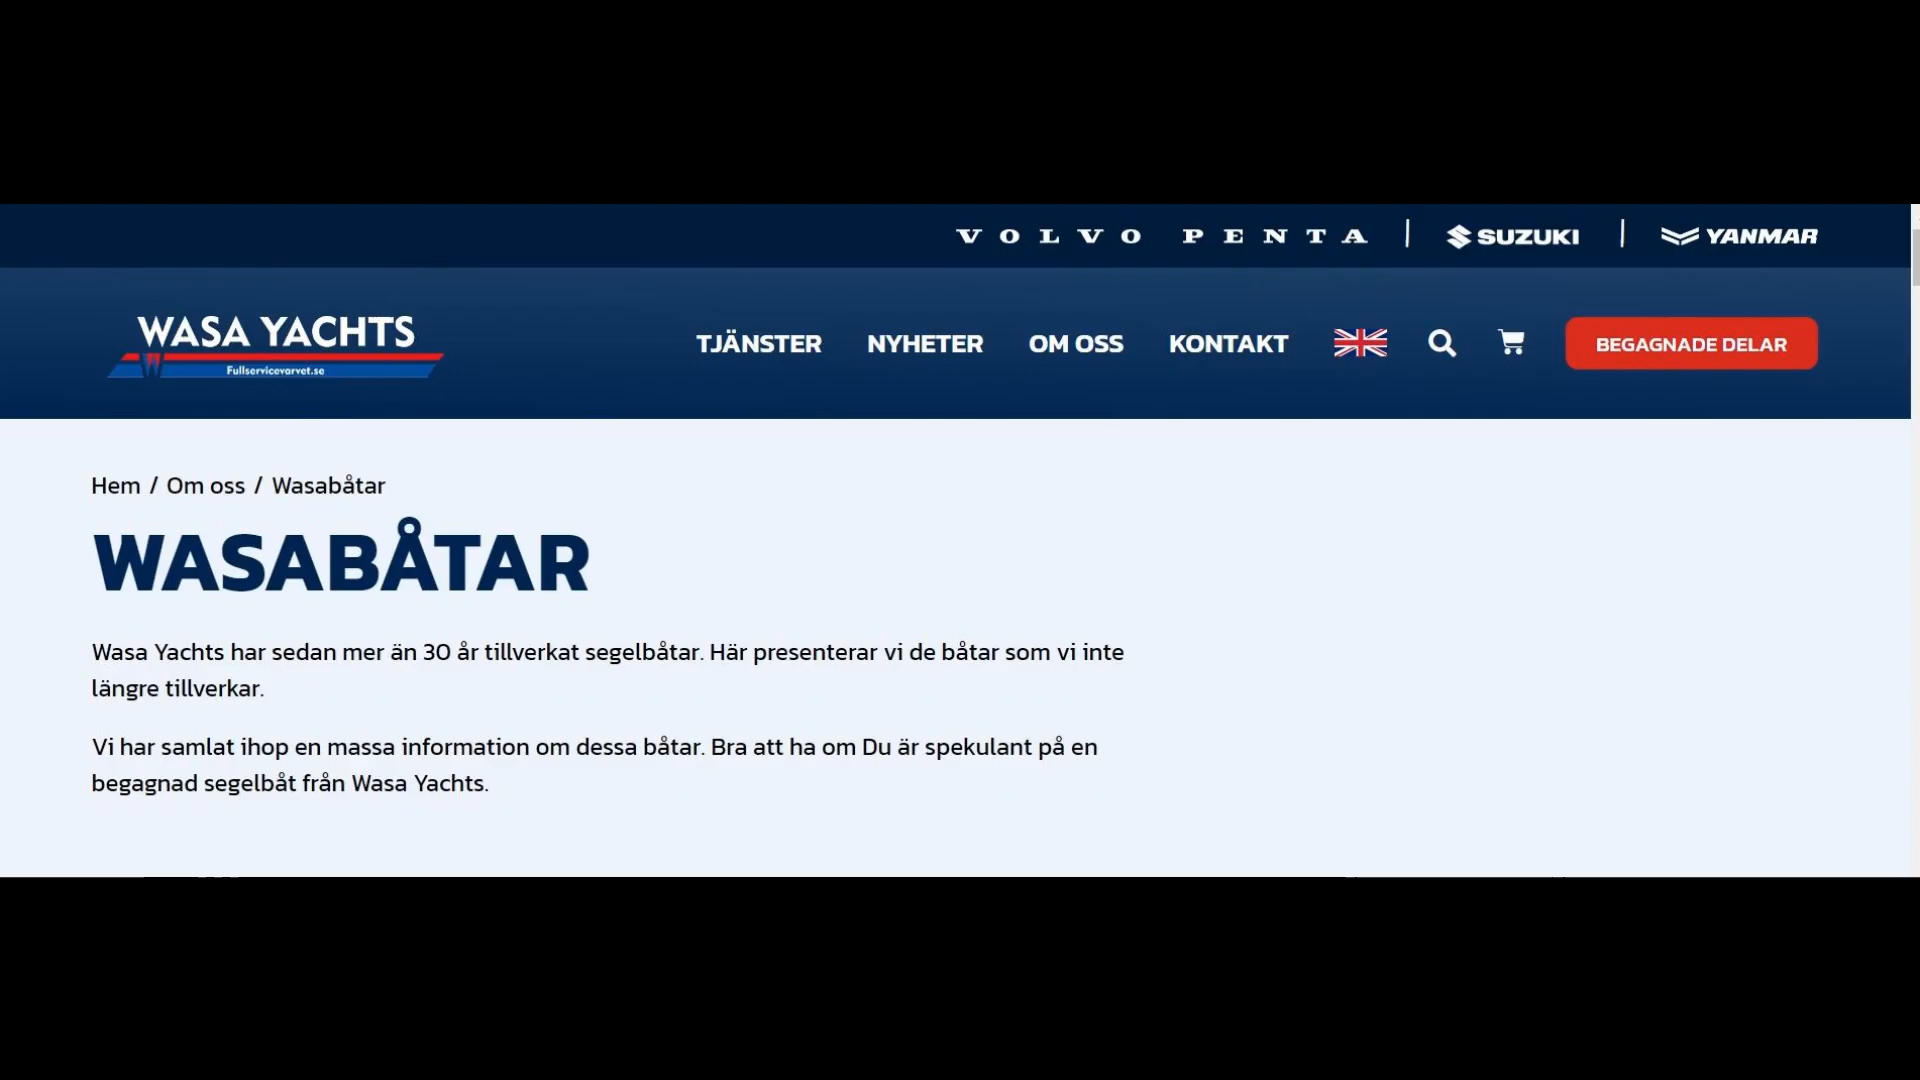 VOLVO PENTA | SUZUKI | YANMAR
WASA YACHTS
Fullservicevarvet.se
TJÄNSTER NYHETER OM OSS KONTAKT BEGAGNADE DELAR
Hem / Om oss / Wasabåtar
WASABÅTAR
Wasa Yachts har sedan mer än 30 år tillverkat segelbåtar. Här presenterar vi de båtar som vi inte
längre tillverkar.
Vi har samlat ihop en massa information om dessa båtar. Bra att ha om Du är spekulant på en
begagnad segelbåt från Wasa Yachts.